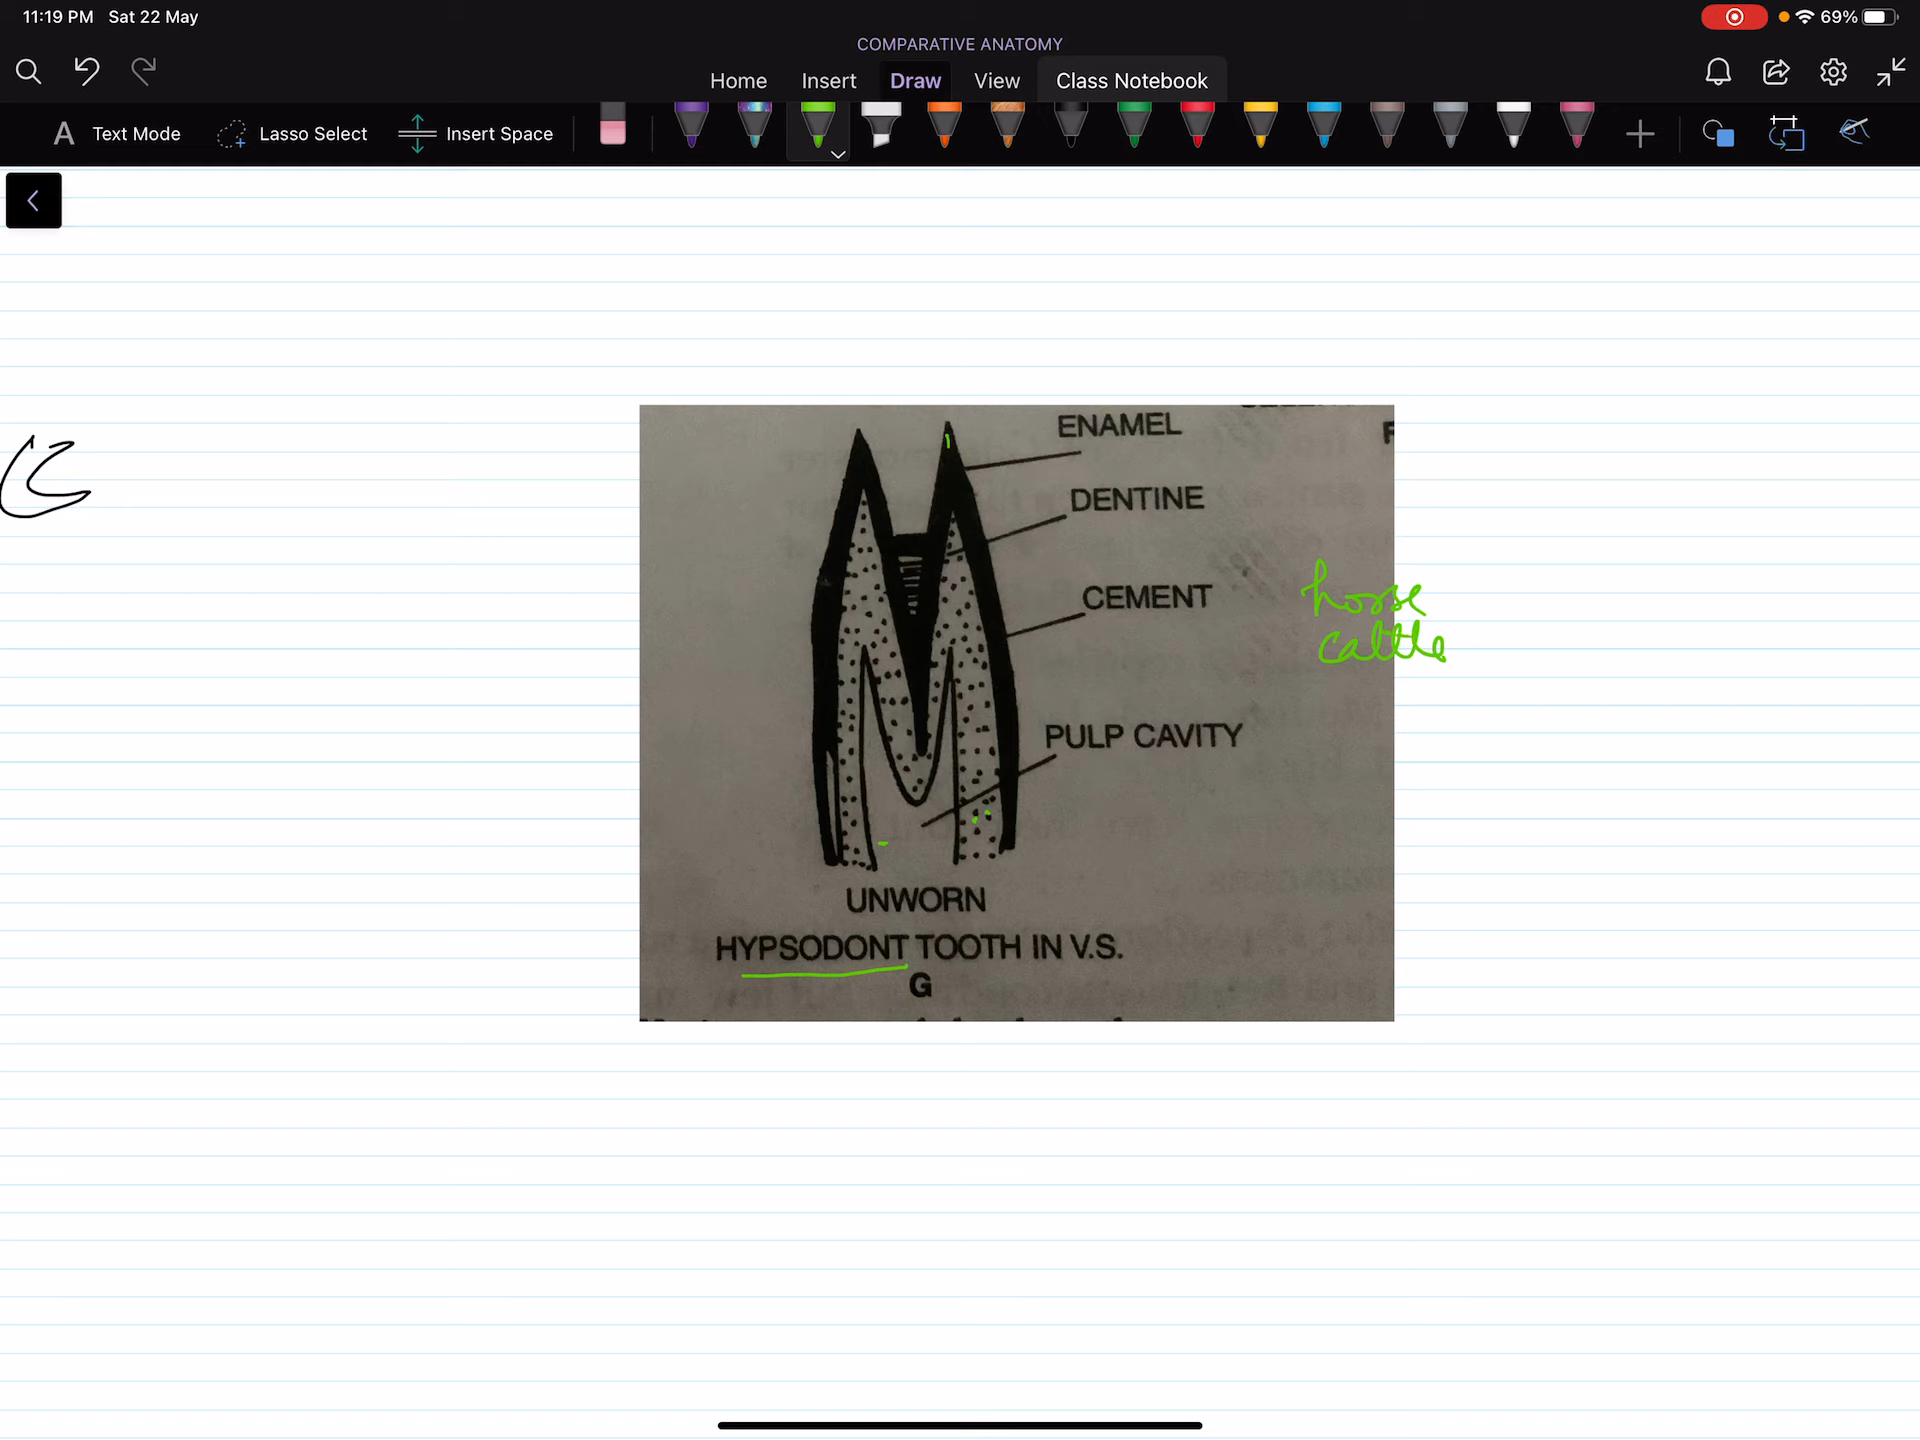 11:19 PM Sat 22 May
69%
COMPARATIVE ANATOMY
Home Insert Draw View Class Notebook
Text Mode Lasso Select Insert Space
ENAMEL
DENTINE
CEMENT
horse
cattle
PULP CAVITY
UNWORN
HYPSODONT TOOTH IN V.S.
G